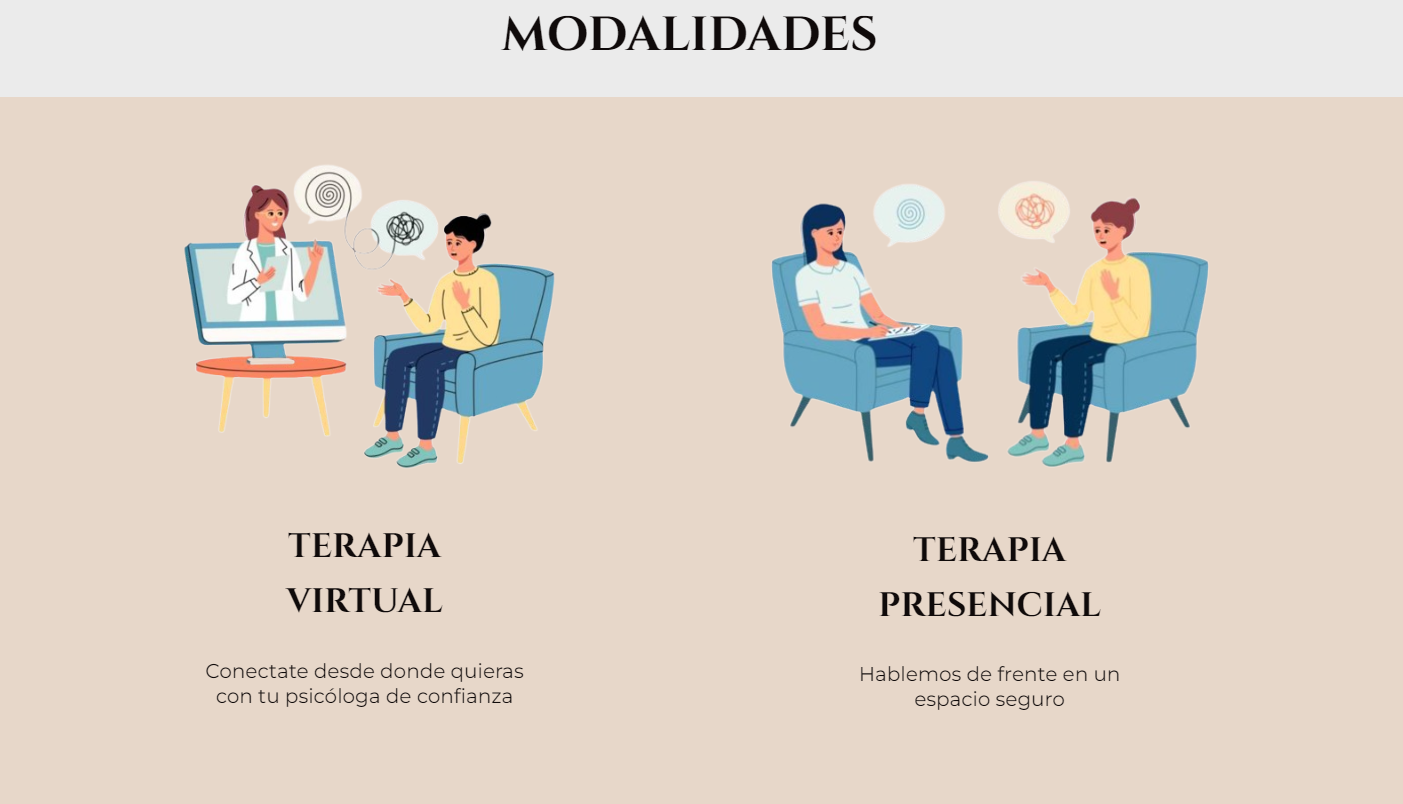 MODALIDADES
TERAPIA
VIRTUAL
Conectate desde donde quieras
con tu psicóloga de confianza
TERAPIA
PRESENCIAL
Hablemos de frente en un
espacio seguro